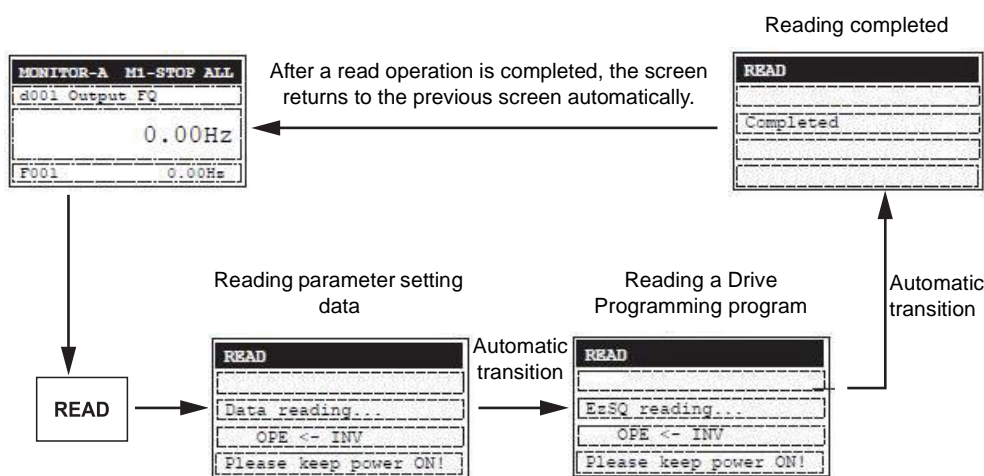 Reading completed
MONITOR-A M1-STOP ALL
d001 Output FQ
0.00Hz
F001 0.00Hz
After a read operation is completed, the screen
returns to the previous screen automatically.
READ
Completed
Reading parameter setting
data
Reading a Drive
Programming program
Automatic
transition
READ
READ
Data reading...
OPE <- INV
Please keep power ON!
Automatic
transition
READ
EzSQ reading...
OPE <- INV
Please keep power ON!